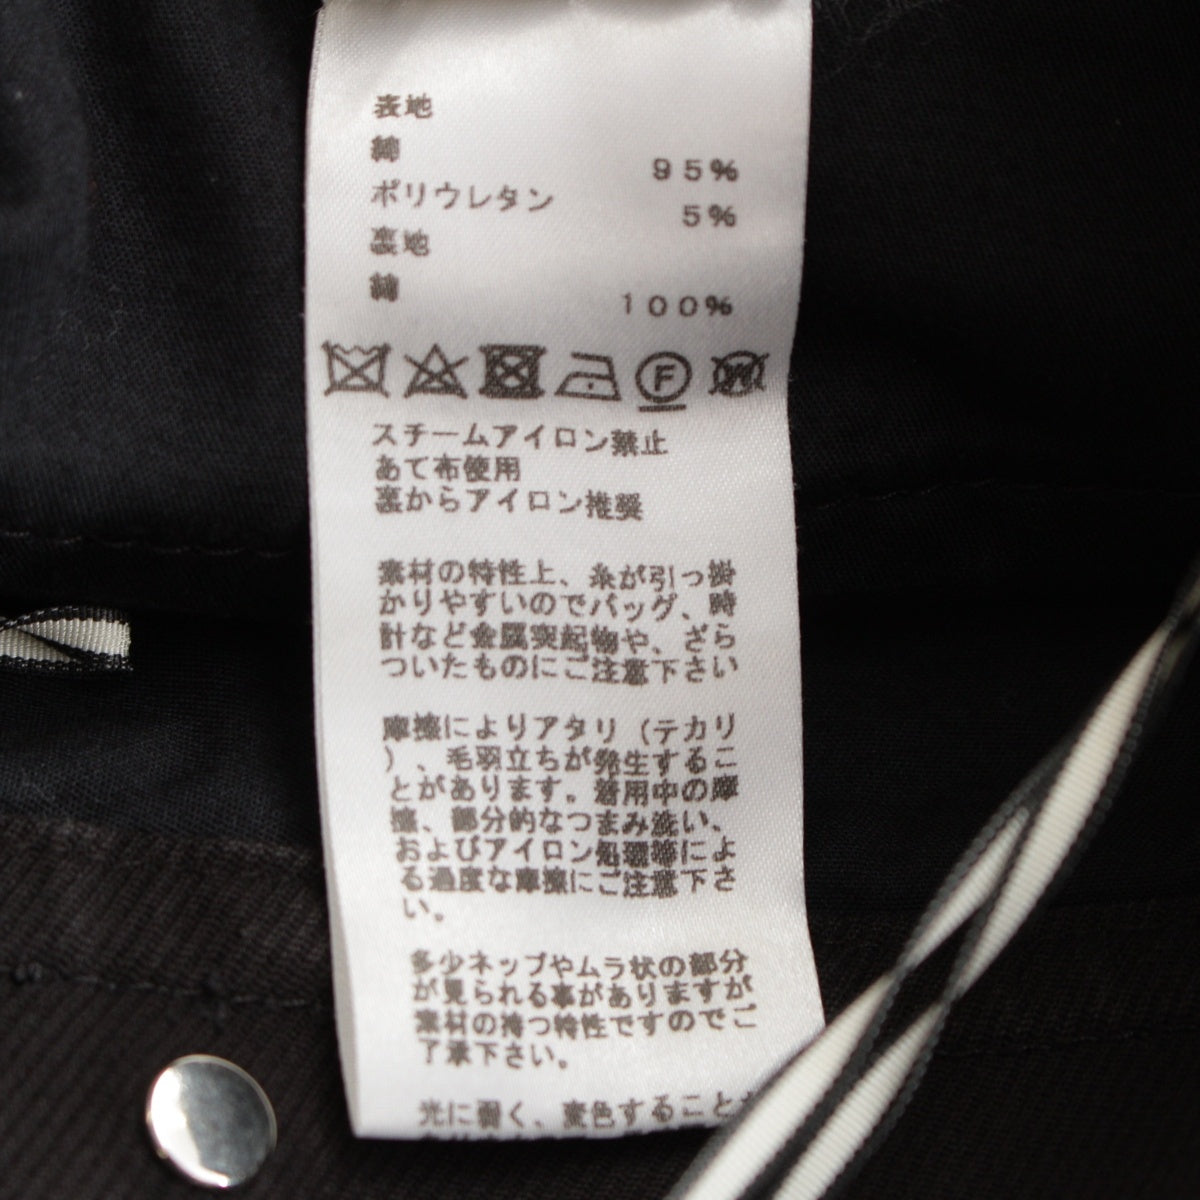 表地
綿 95%
ポリウレタン 5%
裏地
綿 100%
F
W
スチームアイロン禁止
あて布使用
裏からアイロン推奨
素材の特性上、糸が引っ掛
かりやすいのでバッグ、時
計など金属突起物や、ざら
ついたものにご注意下さい
摩擦によりアタリ(テカリ
)、毛羽立ちが発生するこ
とがあります。着用中の摩
擦、部分的なつまみ洗い、
およびアイロン処理等によ
る過度な摩擦にご注意下さ
い。
多少ネップやムラ状の部分
が見られる事がありますが
素材の持つ特性ですのでご
了承下さい。
光に弱く、変色すること